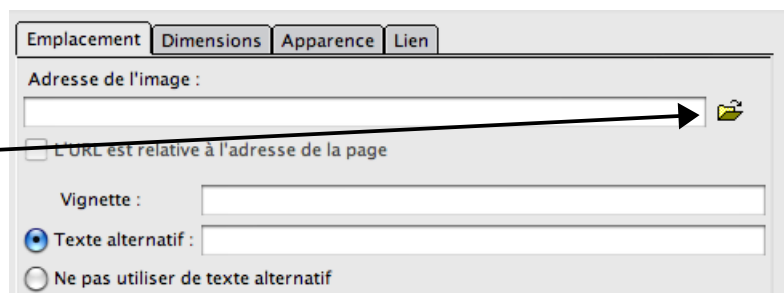 Emplacement Dimensions Apparence Lien
Adresse de l'image :
L'URL est relative à l'adresse de la page
Vignette :
Texte alternatif :
Ne pas utiliser de texte alternatif